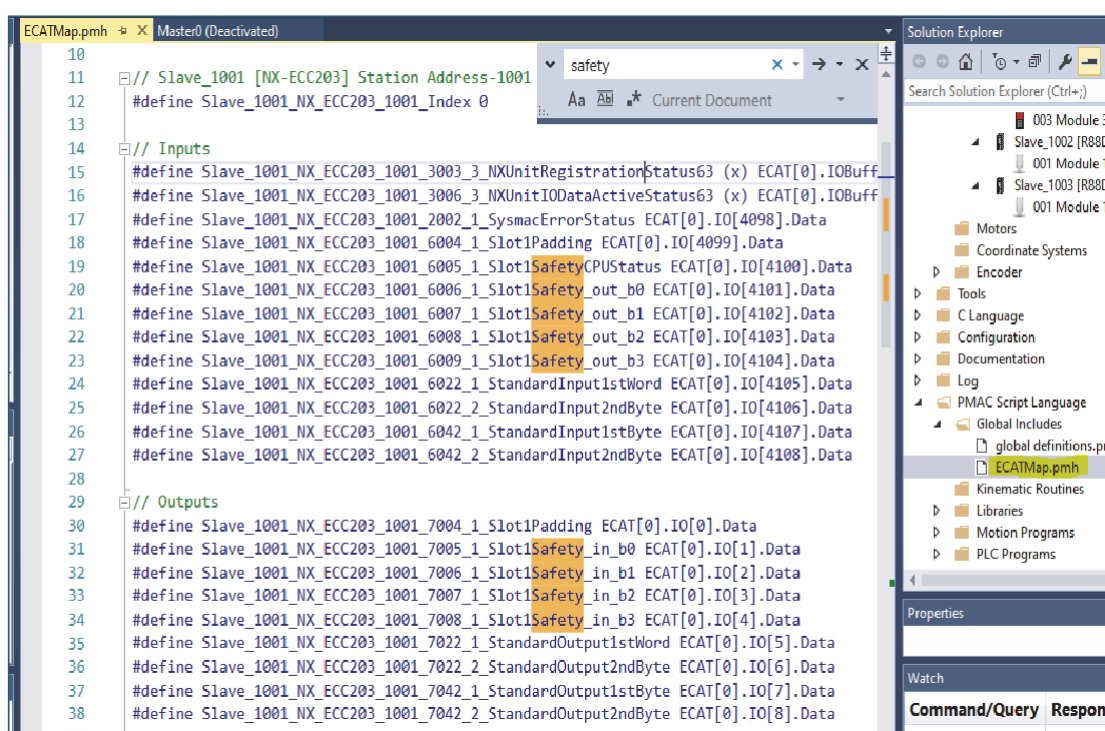 ECATMap.pmh
Master0 (Deactivated)
10
11 // Slave_1001 [NX-ECC203] Station Address-1001
12 #define Slave_1001_NX_ECC203_1001_Index 0
13
14 // Inputs
15 #define Slave_1001_NX_ECC203_1001_3003_3_NXUnitRegistrationStatus63 (x) ECAT[0].IOBuff
16 #define Slave_1001_NX_ECC203_1001_3006_3_NXUnitIODataActiveStatus63 (x) ECAT[0].IOBuff
17 #define Slave_1001_NX_ECC203_1001_2002_1_SysmacErrorStatus ECAT[0].IO[4098].Data
18 #define Slave_1001_NX_ECC203_1001_6004_1_Slot1Padding ECAT[0].IO[4099].Data
19 #define Slave_1001_NX_ECC203_1001_6005_1_Slot1SafetyCPUStatus ECAT[0].IO[4100].Data
20 #define Slave_1001_NX_ECC203_1001_6006_1_Slot1Safety_out_b0 ECAT[0].IO[4101].Data
21 #define Slave_1001_NX_ECC203_1001_6007_1_Slot1Safety_out_b1 ECAT[0].IO[4102].Data
22 #define Slave_1001_NX_ECC203_1001_6008_1_Slot1Safety_out_b2 ECAT[0].IO[4103].Data
23 #define Slave_1001_NX_ECC203_1001_6009_1_Slot1Safety_out_b3 ECAT[0].IO[4104].Data
24 #define Slave_1001_NX_ECC203_1001_6022_1_StandardInput1stWord ECAT[0].IO[4105].Data
25 #define Slave_1001_NX_ECC203_1001_6022_2_StandardInput2ndByte ECAT[0].IO[4106].Data
26 #define Slave_1001_NX_ECC203_1001_6042_1_StandardInput1stByte ECAT[0].IO[4107].Data
27 #define Slave_1001_NX_ECC203_1001_6042_2_StandardInput2ndByte ECAT[0].IO[4108].Data
28
29 // Outputs
30 #define Slave_1001_NX_ECC203_1001_7004_1_Slot1Padding ECAT[0].IO[0].Data
31 #define Slave_1001_NX_ECC203_1001_7005_1_Slot1Safety_in_b0 ECAT[0].IO[1].Data
32 #define Slave_1001_NX_ECC203_1001_7006_1_Slot1Safety_in_b1 ECAT[0].IO[2].Data
33 #define Slave_1001_NX_ECC203_1001_7007_1_Slot1Safety_in_b2 ECAT[0].IO[3].Data
34 #define Slave_1001_NX_ECC203_1001_7008_1_Slot1Safety_in_b3 ECAT[0].IO[4].Data
35 #define Slave_1001_NX_ECC203_1001_7022_1_StandardOutput1stWord ECAT[0].IO[5].Data
36 #define Slave_1001_NX_ECC203_1001_7022_2_StandardOutput2ndByte ECAT[0].IO[6].Data
37 #define Slave_1001_NX_ECC203_1001_7042_1_StandardOutput1stByte ECAT[0].IO[7].Data
38 #define Slave_1001_NX_ECC203_1001_7042_2_StandardOutput2ndByte ECAT[0].IO[8].Data
safety
Aa Abl .* Current Document
Solution Explorer
Search Solution Explorer (Ctrl+;)
003 Module 3
Slave_1002 [R88D
001 Module 1
Slave_1003 [R88D
001 Module 1
Motors
Coordinate Systems
Encoder
Tools
C Language
Configuration
Documentation
Log
PMAC Script Language
Global Includes
global definitions.p
ECATMap.pmh
Kinematic Routines
Libraries
Motion Programs
PLC Programs
Properties
Watch
Command/Query Respon